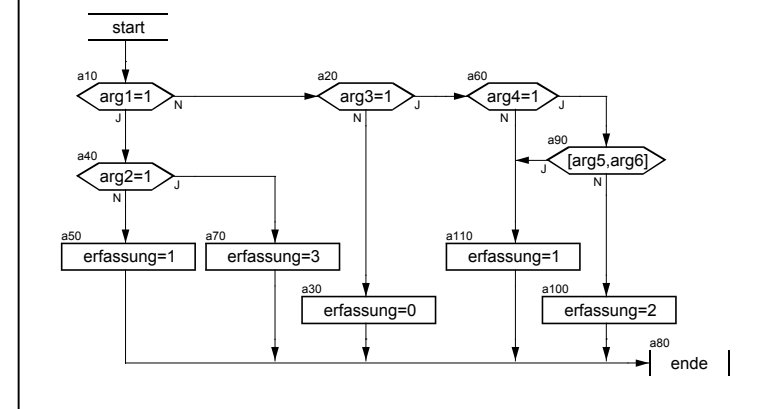 start
a10
arg1=1
N
J
a20
arg3=1
J
N
a60
arg4=1
J
N
a90
[arg5,arg6]
J
N
a40
arg2=1
J
N
a50
erfassung=1
a70
erfassung=3
a110
erfassung=1
a30
erfassung=0
a100
erfassung=2
a80
ende